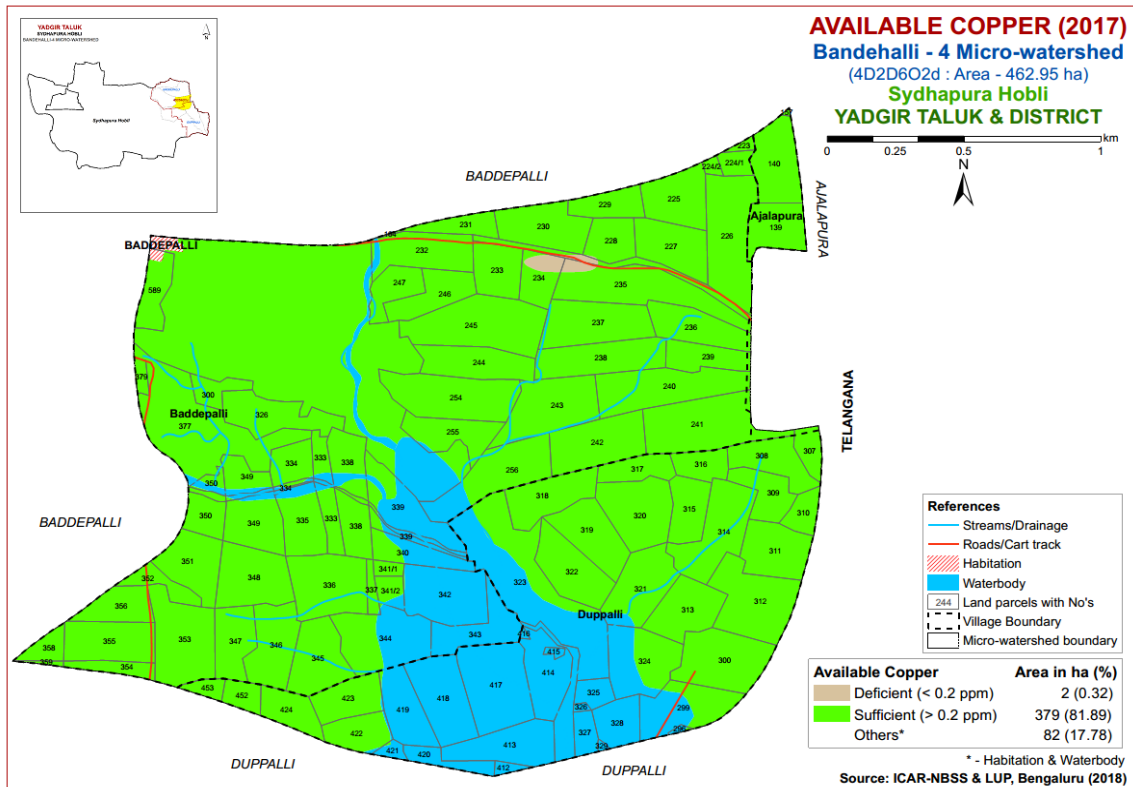 YADGIR TALUK
SYDHAPURA HOBLI
BANDEHALLI-4 MICRO-WATERSHED
N
Sydhapura Hobli
AVAILABLE COPPER (2017)
Bandehalli - 4 Micro-watershed
(4D2D6O2d : Area - 462.95 ha)
Sydhapura Hobli
YADGIR TALUK & DISTRICT
km
0 0.25 0.5 1
N
BADDEPALLI
AJALAPURA
223
224/2 224/1 140
225
229
231 230 226 Ajalapura
139
BADDEPALLI
232 228 227
233
234 235
589 247 246
245 237 236
244 238 239
379
300 254 243 240
Baddepalli 326
377 255 241
TELANGANA
242
334 333 338 256 317 316 308 307
350 349 334
339 318 309
350 349 335 333 338 339 320 315 310
340 319 314
351 311
341/1 322
352 348 336 337 341/2 342 323 321 312
BADDEPALLI
356 313
355 353 347 346 344 343 416 Duppalli
358 345 415 324 300
359 354 414
453 452 423 418 417 325
424 419 326 299
422 328 296
327
413 329
421 420
412
DUPPALLI
DUPPALLI
References
Streams/Drainage
Roads/Cart track
Habitation
Waterbody
244 Land parcels with No's
Village Boundary
Micro-watershed boundary
Available Copper Area in ha (%)
Deficient (< 0.2 ppm) 2 (0.32)
Sufficient (> 0.2 ppm) 379 (81.89)
Others* 82 (17.78)
* - Habitation & Waterbody
Source: ICAR-NBSS & LUP, Bengaluru (2018)